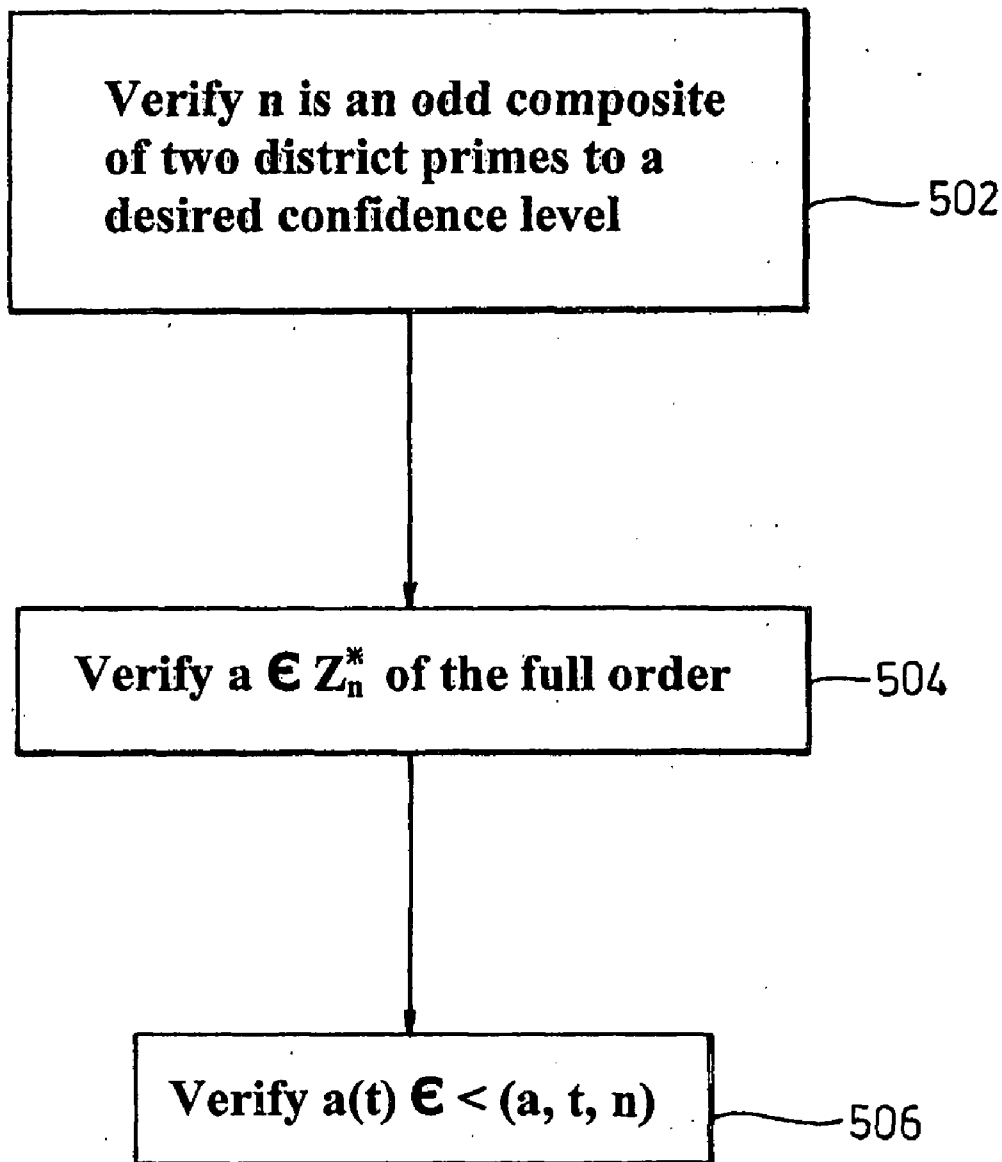 Verify n is an odd composite
of two district primes to a
desired confidence level
502
Verify a ∈ Z*n of the full order
504
Verify a(t) ∈ < (a, t, n)
506